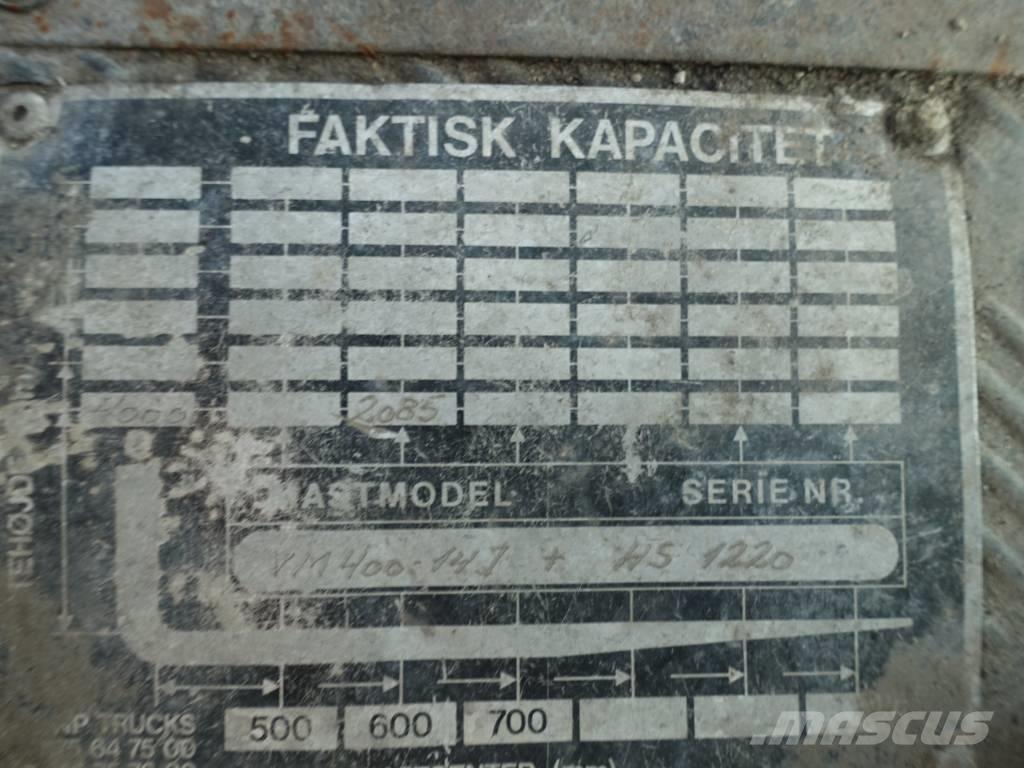 FAKTISK KAPACITET
4000 2085
MASTMODEL SERIE NR.
VM400-14J + HS 1220
TRUCKS 500 600 700
64 75 00
(mm)
MASCUS